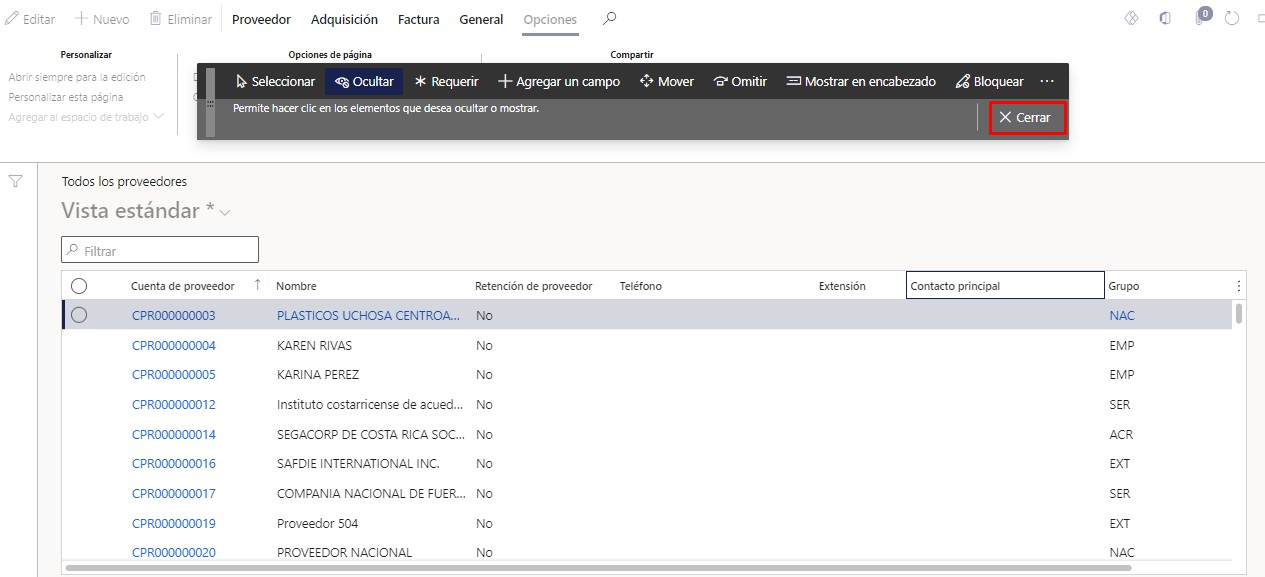 Editar Nuevo Eliminar Proveedor Adquisición Factura General Opciones 0
Personalizar Opciones de página Compartir
Abrir siempre para la edición
Personalizar esta página
Agregar al espacio de trabajo
Seleccionar Ocultar Requerir Agregar un campo Mover Omitir Mostrar en encabezado Bloquear ...
Permite hacer clic en los elementos que desea ocultar o mostrar.
Cerrar
Todos los proveedores
Vista estándar *
Filtrar
Cuenta de proveedor ↑ Nombre Retención de proveedor Teléfono Extensión Contacto principal Grupo
CPR000000003 PLASTICOS UCHOSA CENTROA... No NAC
CPR000000004 KAREN RIVAS No EMP
CPR000000005 KARINA PEREZ No EMP
CPR000000012 Instituto costarricense de acued... No SER
CPR000000014 SEGACORP DE COSTA RICA SOC... No ACR
CPR000000016 SAFDIE INTERNATIONAL INC. No EXT
CPR000000017 COMPANIA NACIONAL DE FUER... No SER
CPR000000019 Proveedor 504 No EXT
CPR000000020 PROVEEDOR NACIONAL No NAC